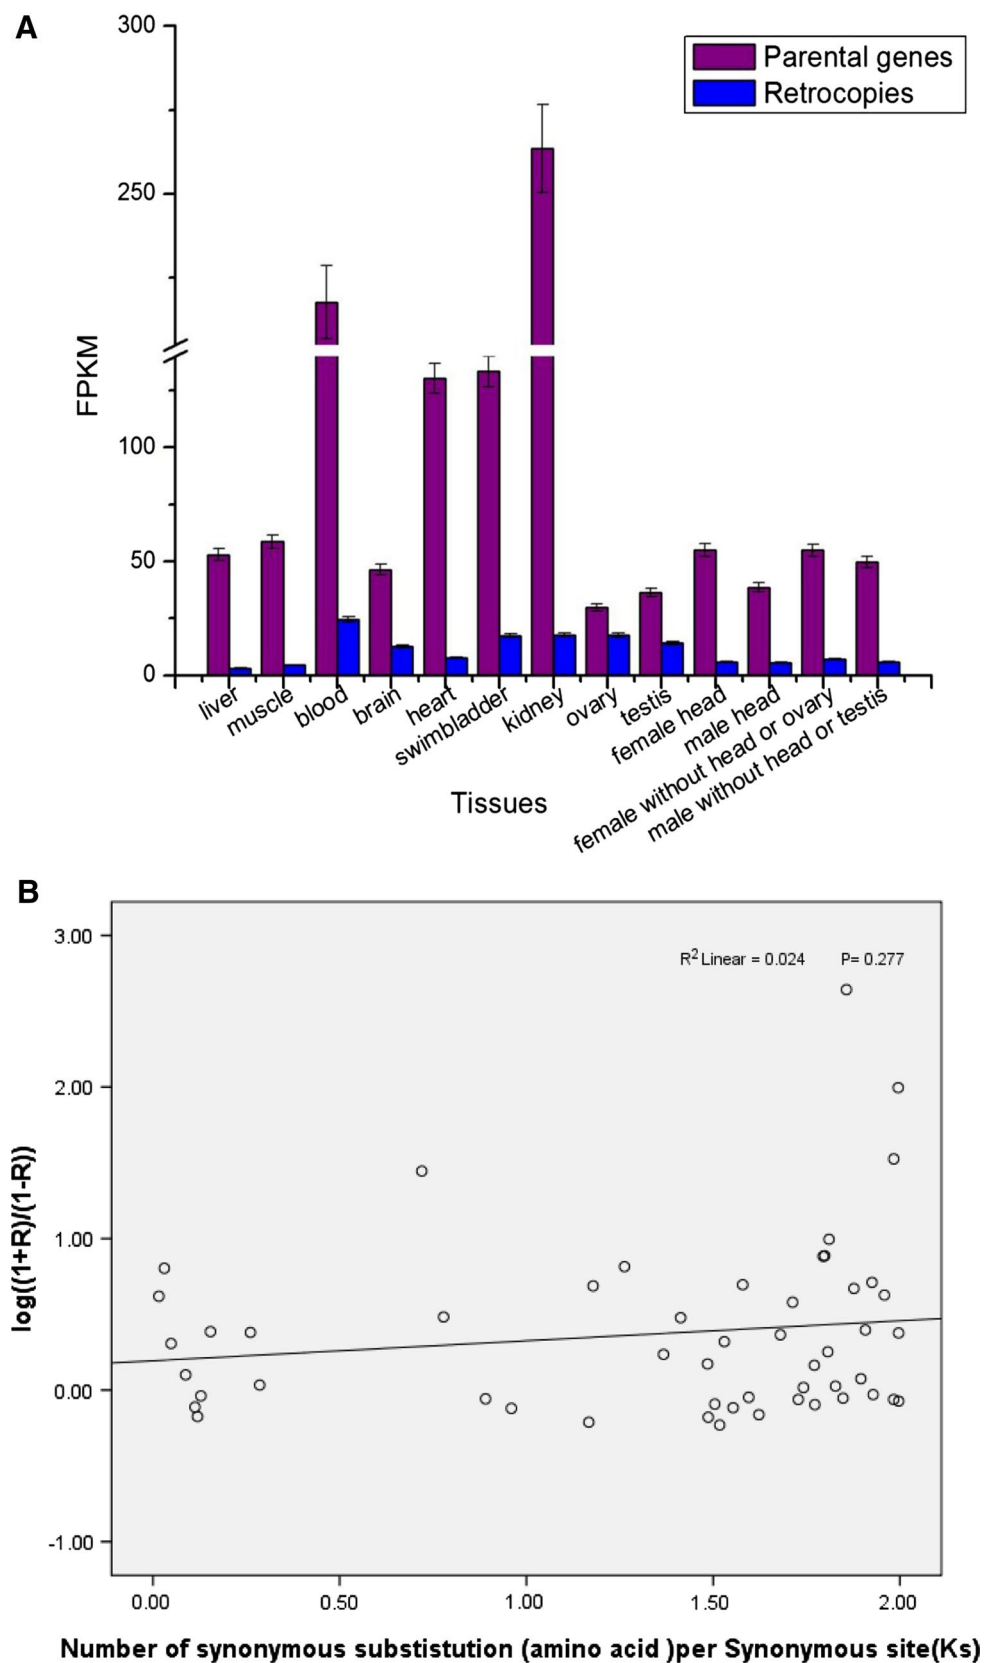 A
300
250
100
50
0
FPKM
Parental genes
Retrocopies
liver
muscle
blood
brain
heart
swimbladder
kidney
ovary
testis
female head
male head
female without head or ovary
male without head or testis
Tissues
B
3.00
2.00
1.00
0.00
-1.00
log((1+R)/(1-R))
R2 Linear = 0.024 P= 0.277
0.00 0.50 1.00 1.50 2.00
Number of synonymous substistution (amino acid )per Synonymous site(Ks)